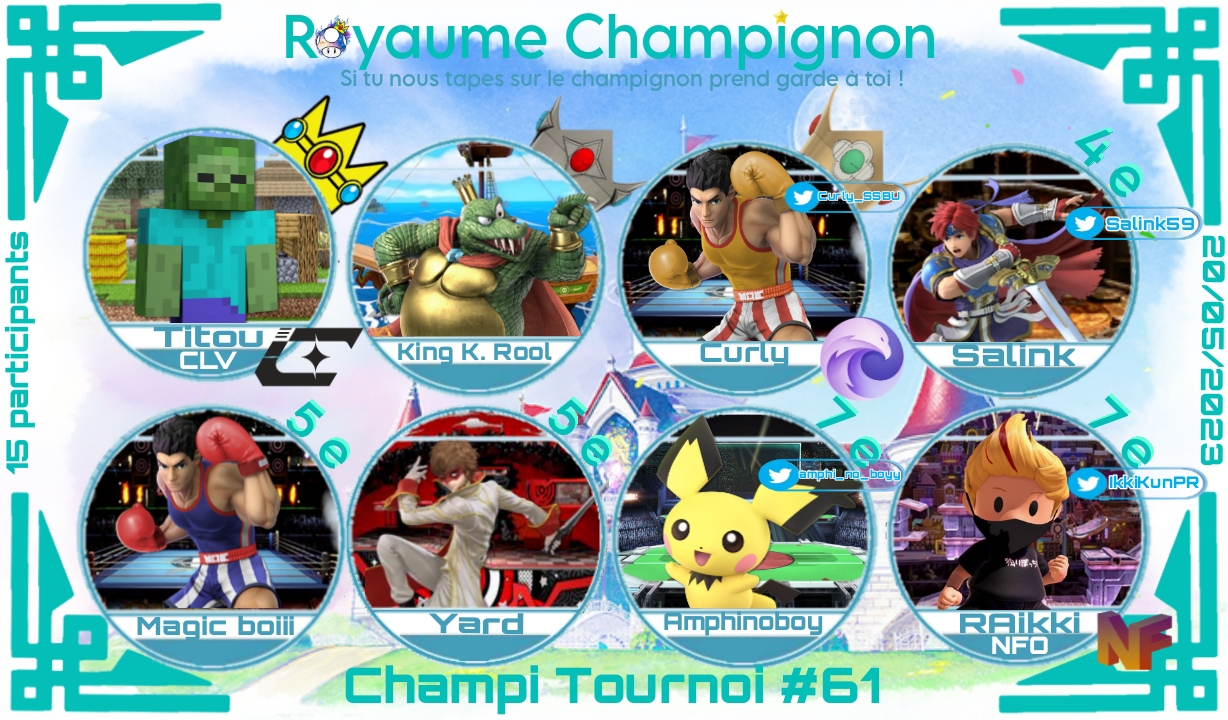 Royaume Champignon
Si tu nous tapes sur le champignon prend garde à toi !
15 participants
20/05/2023
Titou
CLV
King K. Rool
Curly_SSBU
Curly
4e
Salink59
Salink
5e
Magic boiii
5e
Yard
7e
amphi_no_boyy
Amphinoboy
7e
IkkiKunPR
RAikki
NFO
NF
Champi Tournoi #61